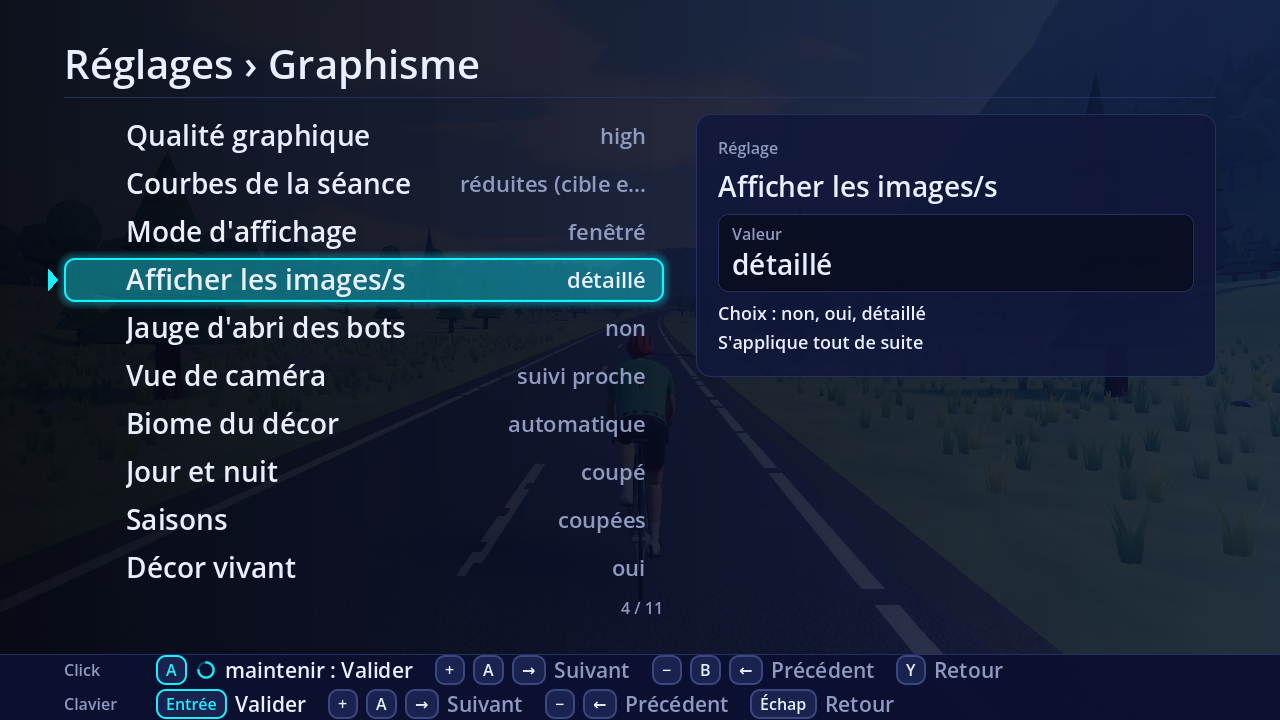 Réglages › Graphisme
Qualité graphique high
Courbes de la séance réduites (cible e...
Mode d'affichage fenêtré
Afficher les images/s détaillé
Jauge d'abri des bots non
Vue de caméra suivi proche
Biome du décor automatique
Jour et nuit coupé
Saisons coupées
Décor vivant oui
4 / 11
Réglage
Afficher les images/s
Valeur
détaillé
Choix : non, oui, détaillé
S'applique tout de suite
Click A maintenir : Valider + A → Suivant − B ← Précédent Y Retour
Clavier Entrée Valider + A → Suivant − ← Précédent Échap Retour